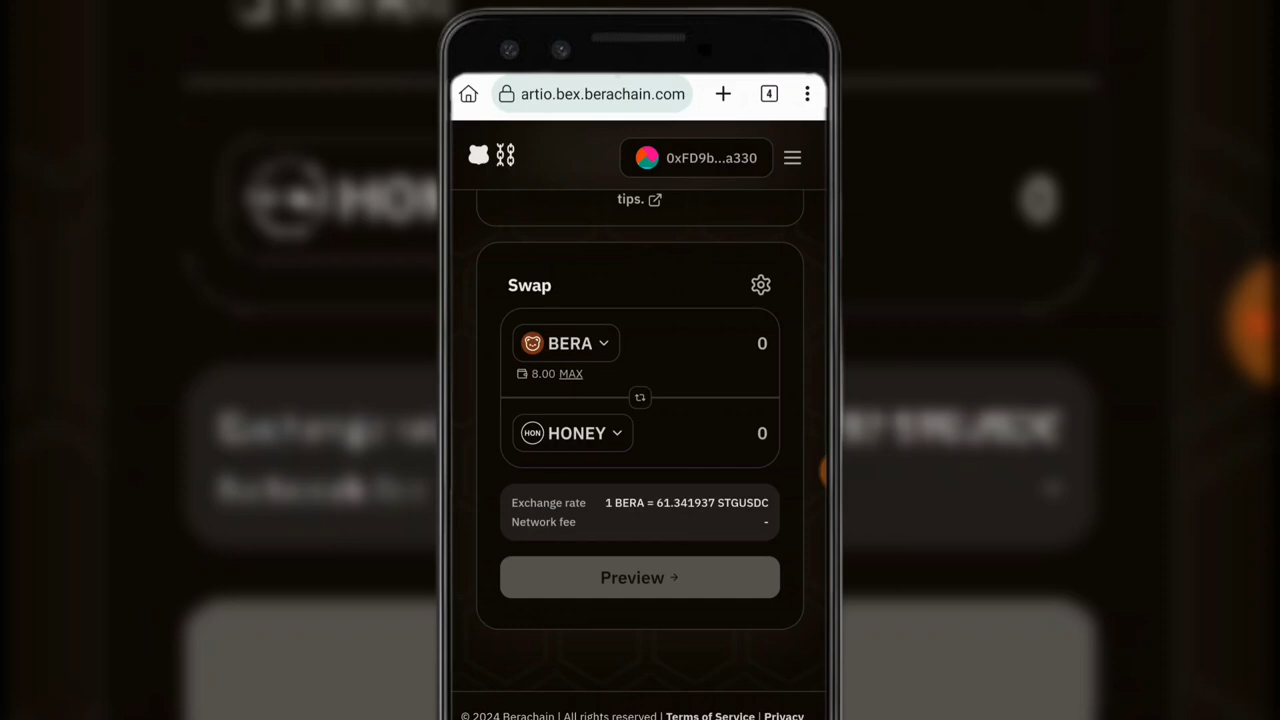 artio.bex.berachain.com
4
0xFD9b...a330
tips.
Swap
BERA
0
8.00 MAX
HON HONEY
0
Exchange rate 1 BERA = 61.341937 STGUSDC
Network fee -
Preview →
© 2024 Berachain | All rights reserved | Terms of Service | Privacy